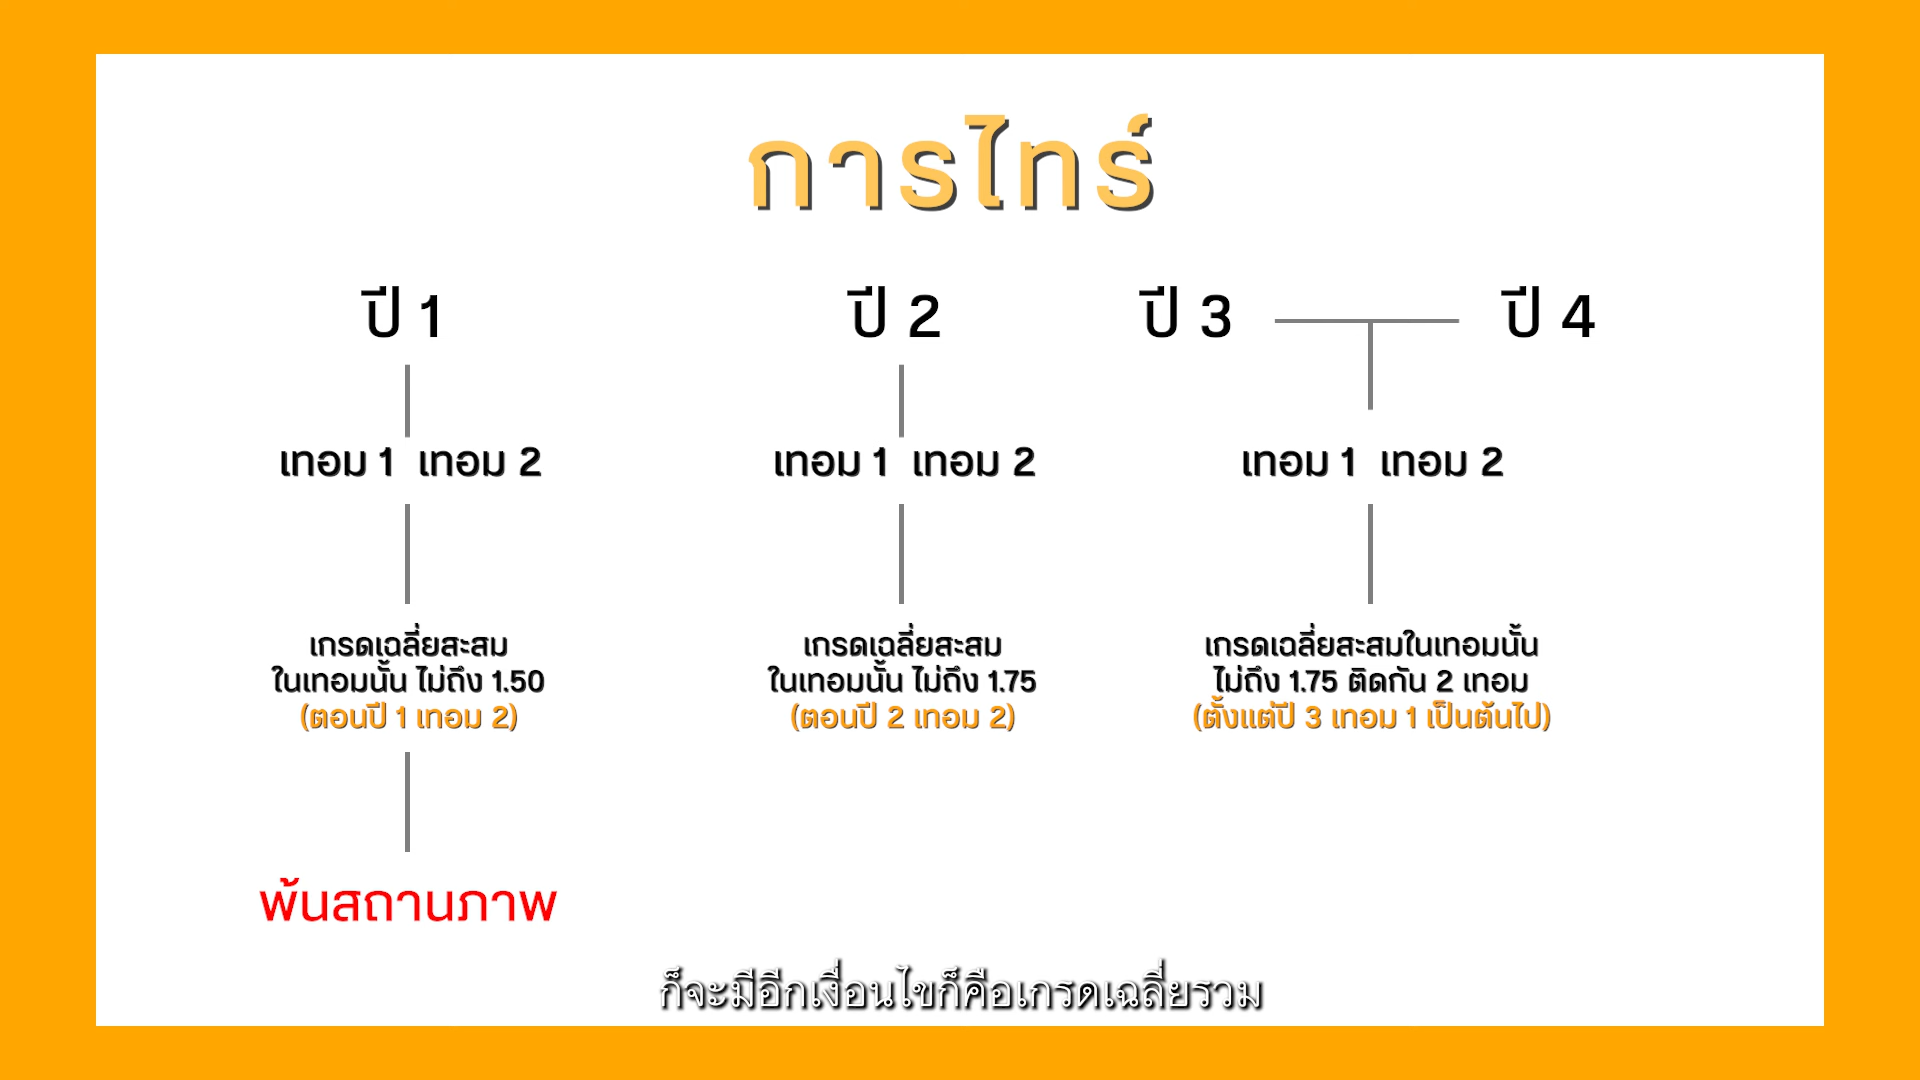 การไทร์
ปี 1
ปี 2
ปี 3
ปี 4
เทอม 1 เทอม 2
เทอม 1 เทอม 2
เทอม 1 เทอม 2
เกรดเฉลี่ยสะสม
ในเทอมนั้น ไม่ถึง 1.50
(ตอนปี 1 เทอม 2)
เกรดเฉลี่ยสะสม
ในเทอมนั้น ไม่ถึง 1.75
(ตอนปี 2 เทอม 2)
เกรดเฉลี่ยสะสมในเทอมนั้น
ไม่ถึง 1.75 ติดกัน 2 เทอม
(ตั้งแต่ปี 3 เทอม 1 เป็นต้นไป)
พ้นสถานภาพ
ก็จะมีอีกเงื่อนไขก็คือเกรดเฉลี่ยรวม